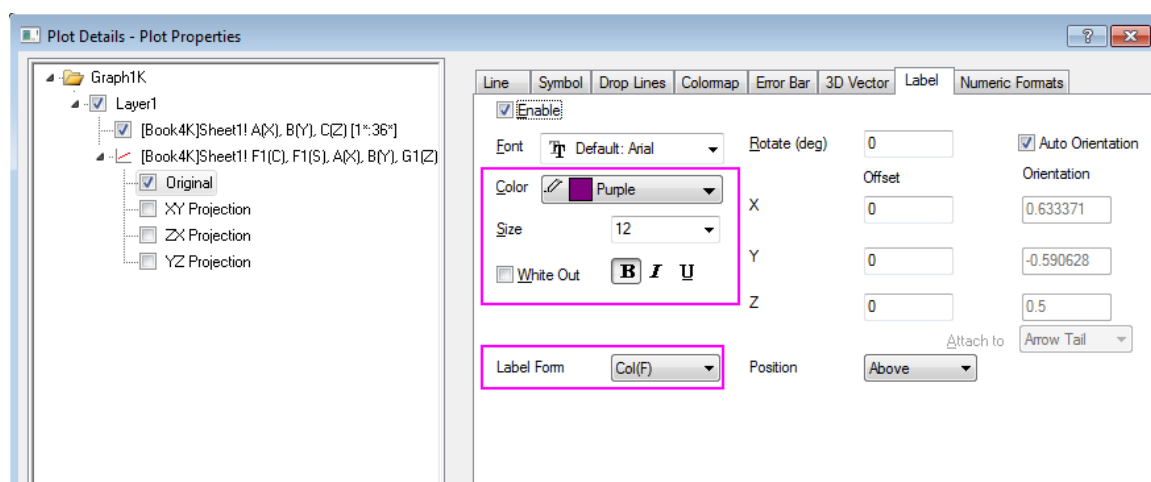 Plot Details - Plot Properties
?
Graph1K
Layer1
[Book4K]Sheet1! A(X), B(Y), C(Z) [1*:36*]
[Book4K]Sheet1! F1(C), F1(S), A(X), B(Y), G1(Z)
Original
XY Projection
ZX Projection
YZ Projection
Line Symbol Drop Lines Colormap Error Bar 3D Vector Label Numeric Formats
Enable
Font Default: Arial Rotate (deg) 0 Auto Orientation
Color Purple Offset Orientation
X 0 0.633371
Size 12
Y 0 -0.590628
White Out B I U
Z 0 0.5
Attach to Arrow Tail
Label Form Col(F) Position Above